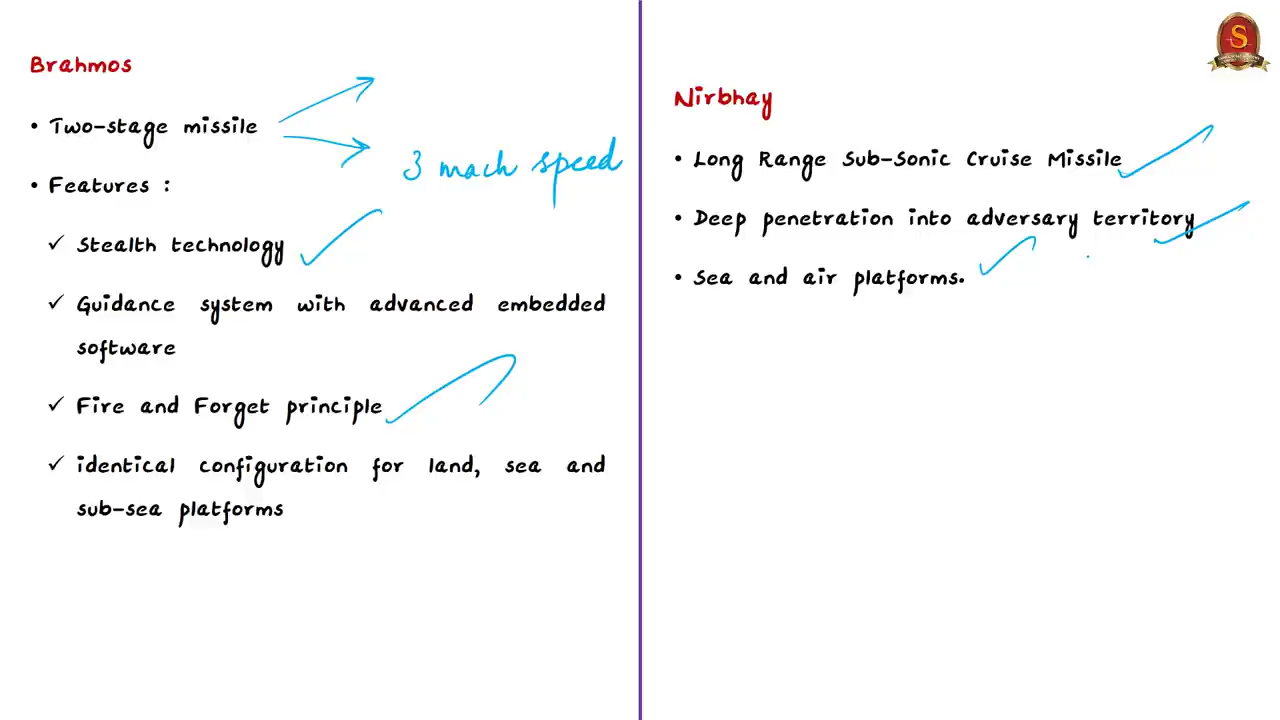 Brahmos
• Two-stage missile
3 mach speed
• Features :
✓ Stealth technology
✓ Guidance system with advanced embedded
software
✓ Fire and Forget principle
✓ identical configuration for land, sea and
sub-sea platforms
Nirbhay
• Long Range Sub-Sonic Cruise Missile
• Deep penetration into adversary territory
• Sea and air platforms.
S